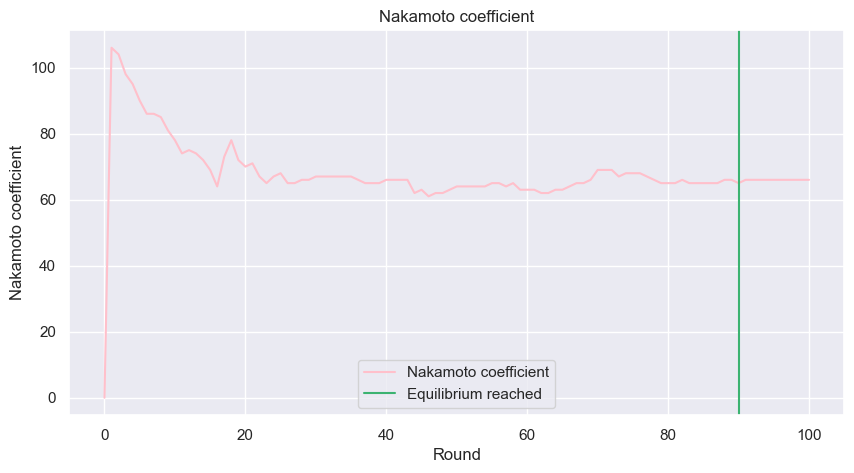 Nakamoto coefficient
Nakamoto coefficient
100
80
60
40
20
0
Nakamoto coefficient
Equilibrium reached
0 20 40 60 80 100
Round